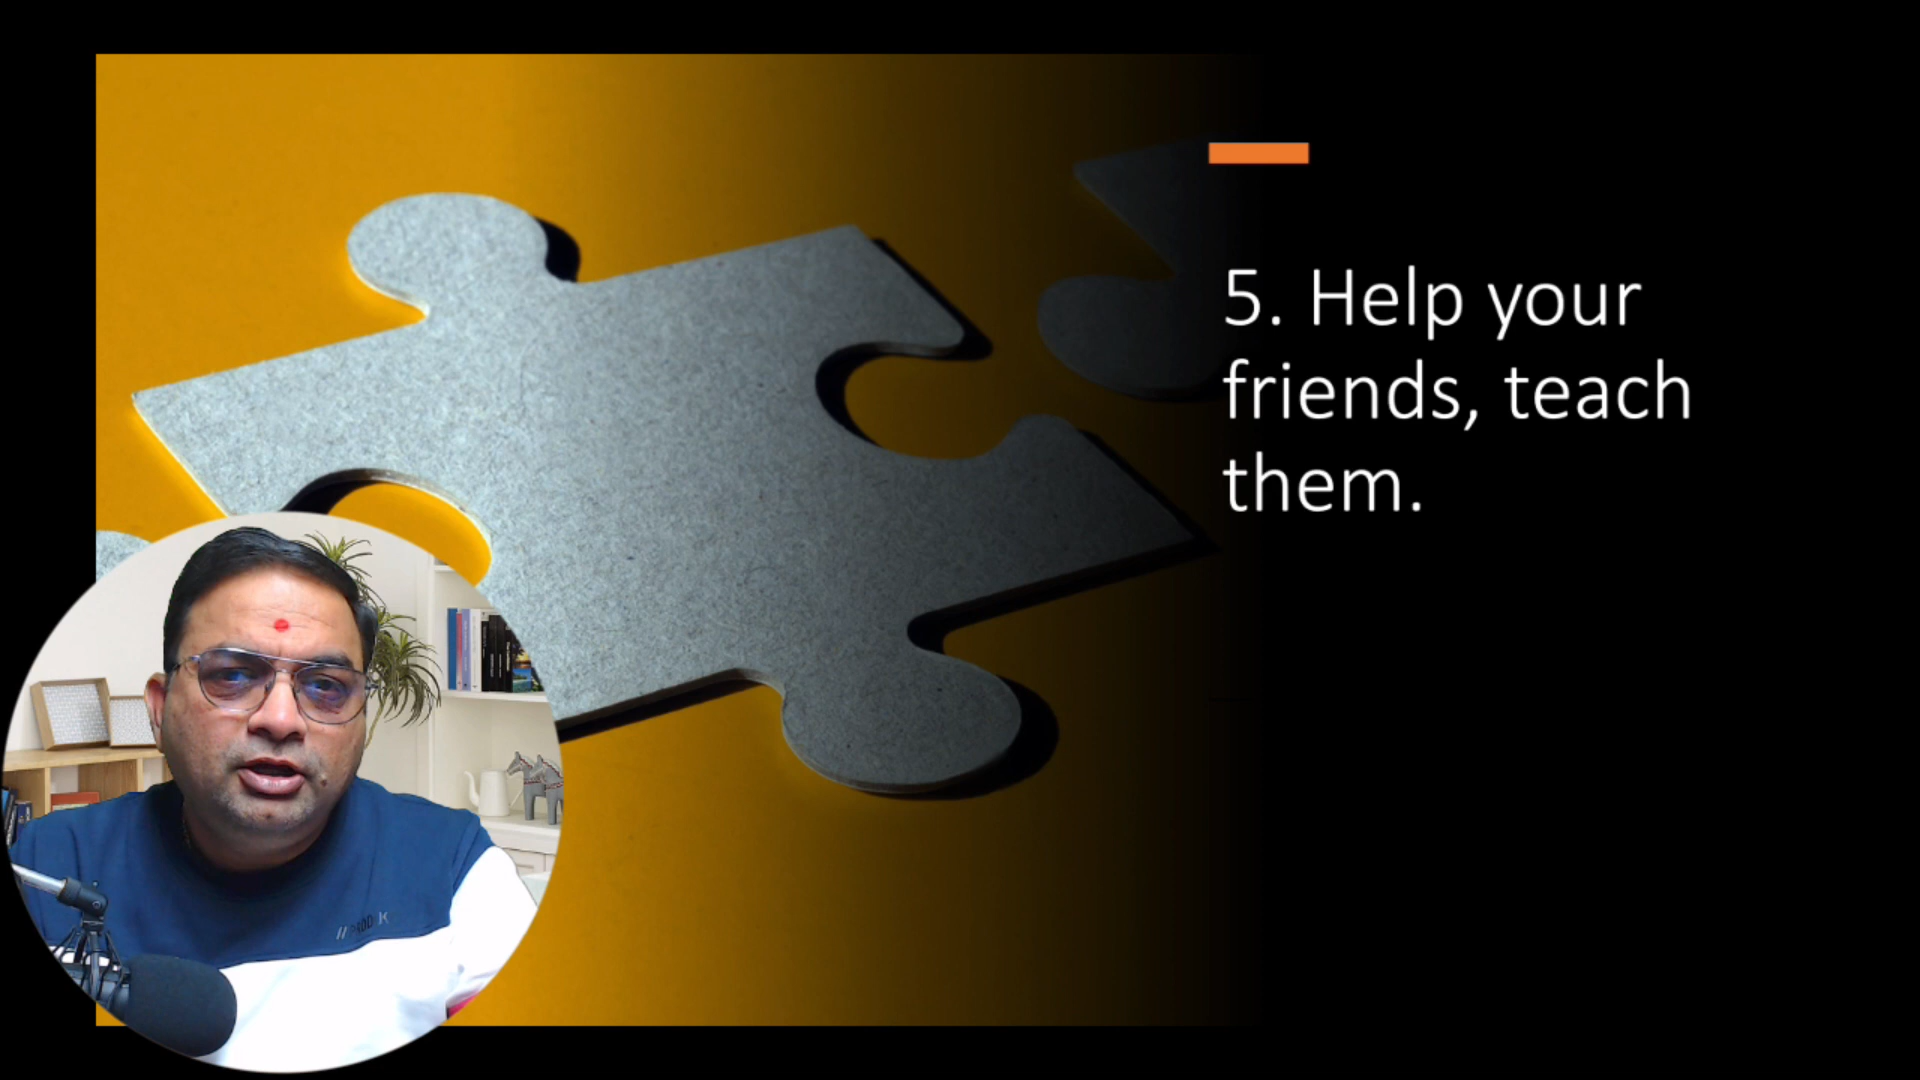 5. Help your
friends, teach
them.